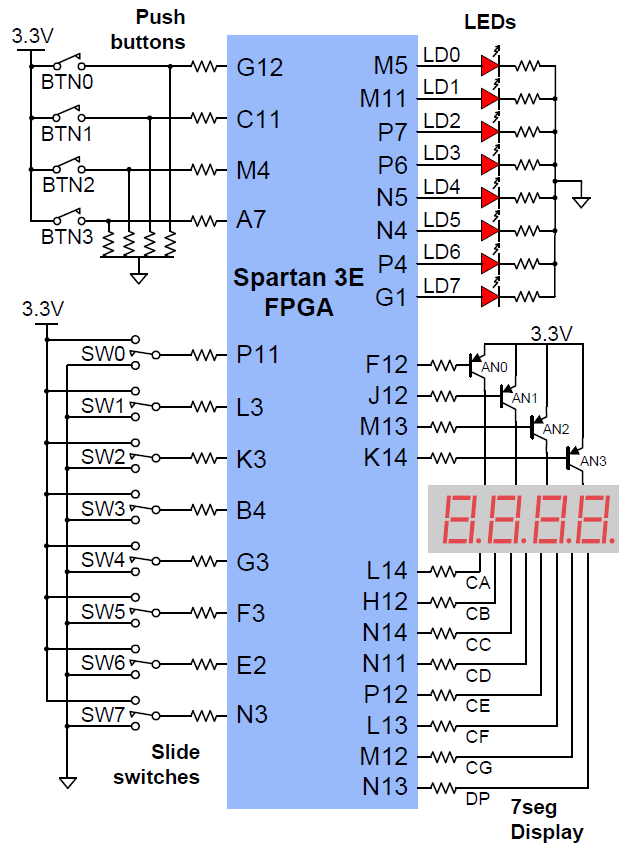 Push
buttons
LEDs
3.3V
BTN0
BTN1
BTN2
BTN3
G12
C11
M4
A7
M5
M11
P7
P6
N5
N4
P4
G1
LD0
LD1
LD2
LD3
LD4
LD5
LD6
LD7
Spartan 3E
FPGA
3.3V
SW0
SW1
SW2
SW3
SW4
SW5
SW6
SW7
P11
L3
K3
B4
G3
F3
E2
N3
Slide
switches
3.3V
F12
J12
M13
K14
AN0
AN1
AN2
AN3
8.8.8.8.
L14
H12
N14
N11
P12
L13
M12
N13
CA
CB
CC
CD
CE
CF
CG
DP
7seg
Display